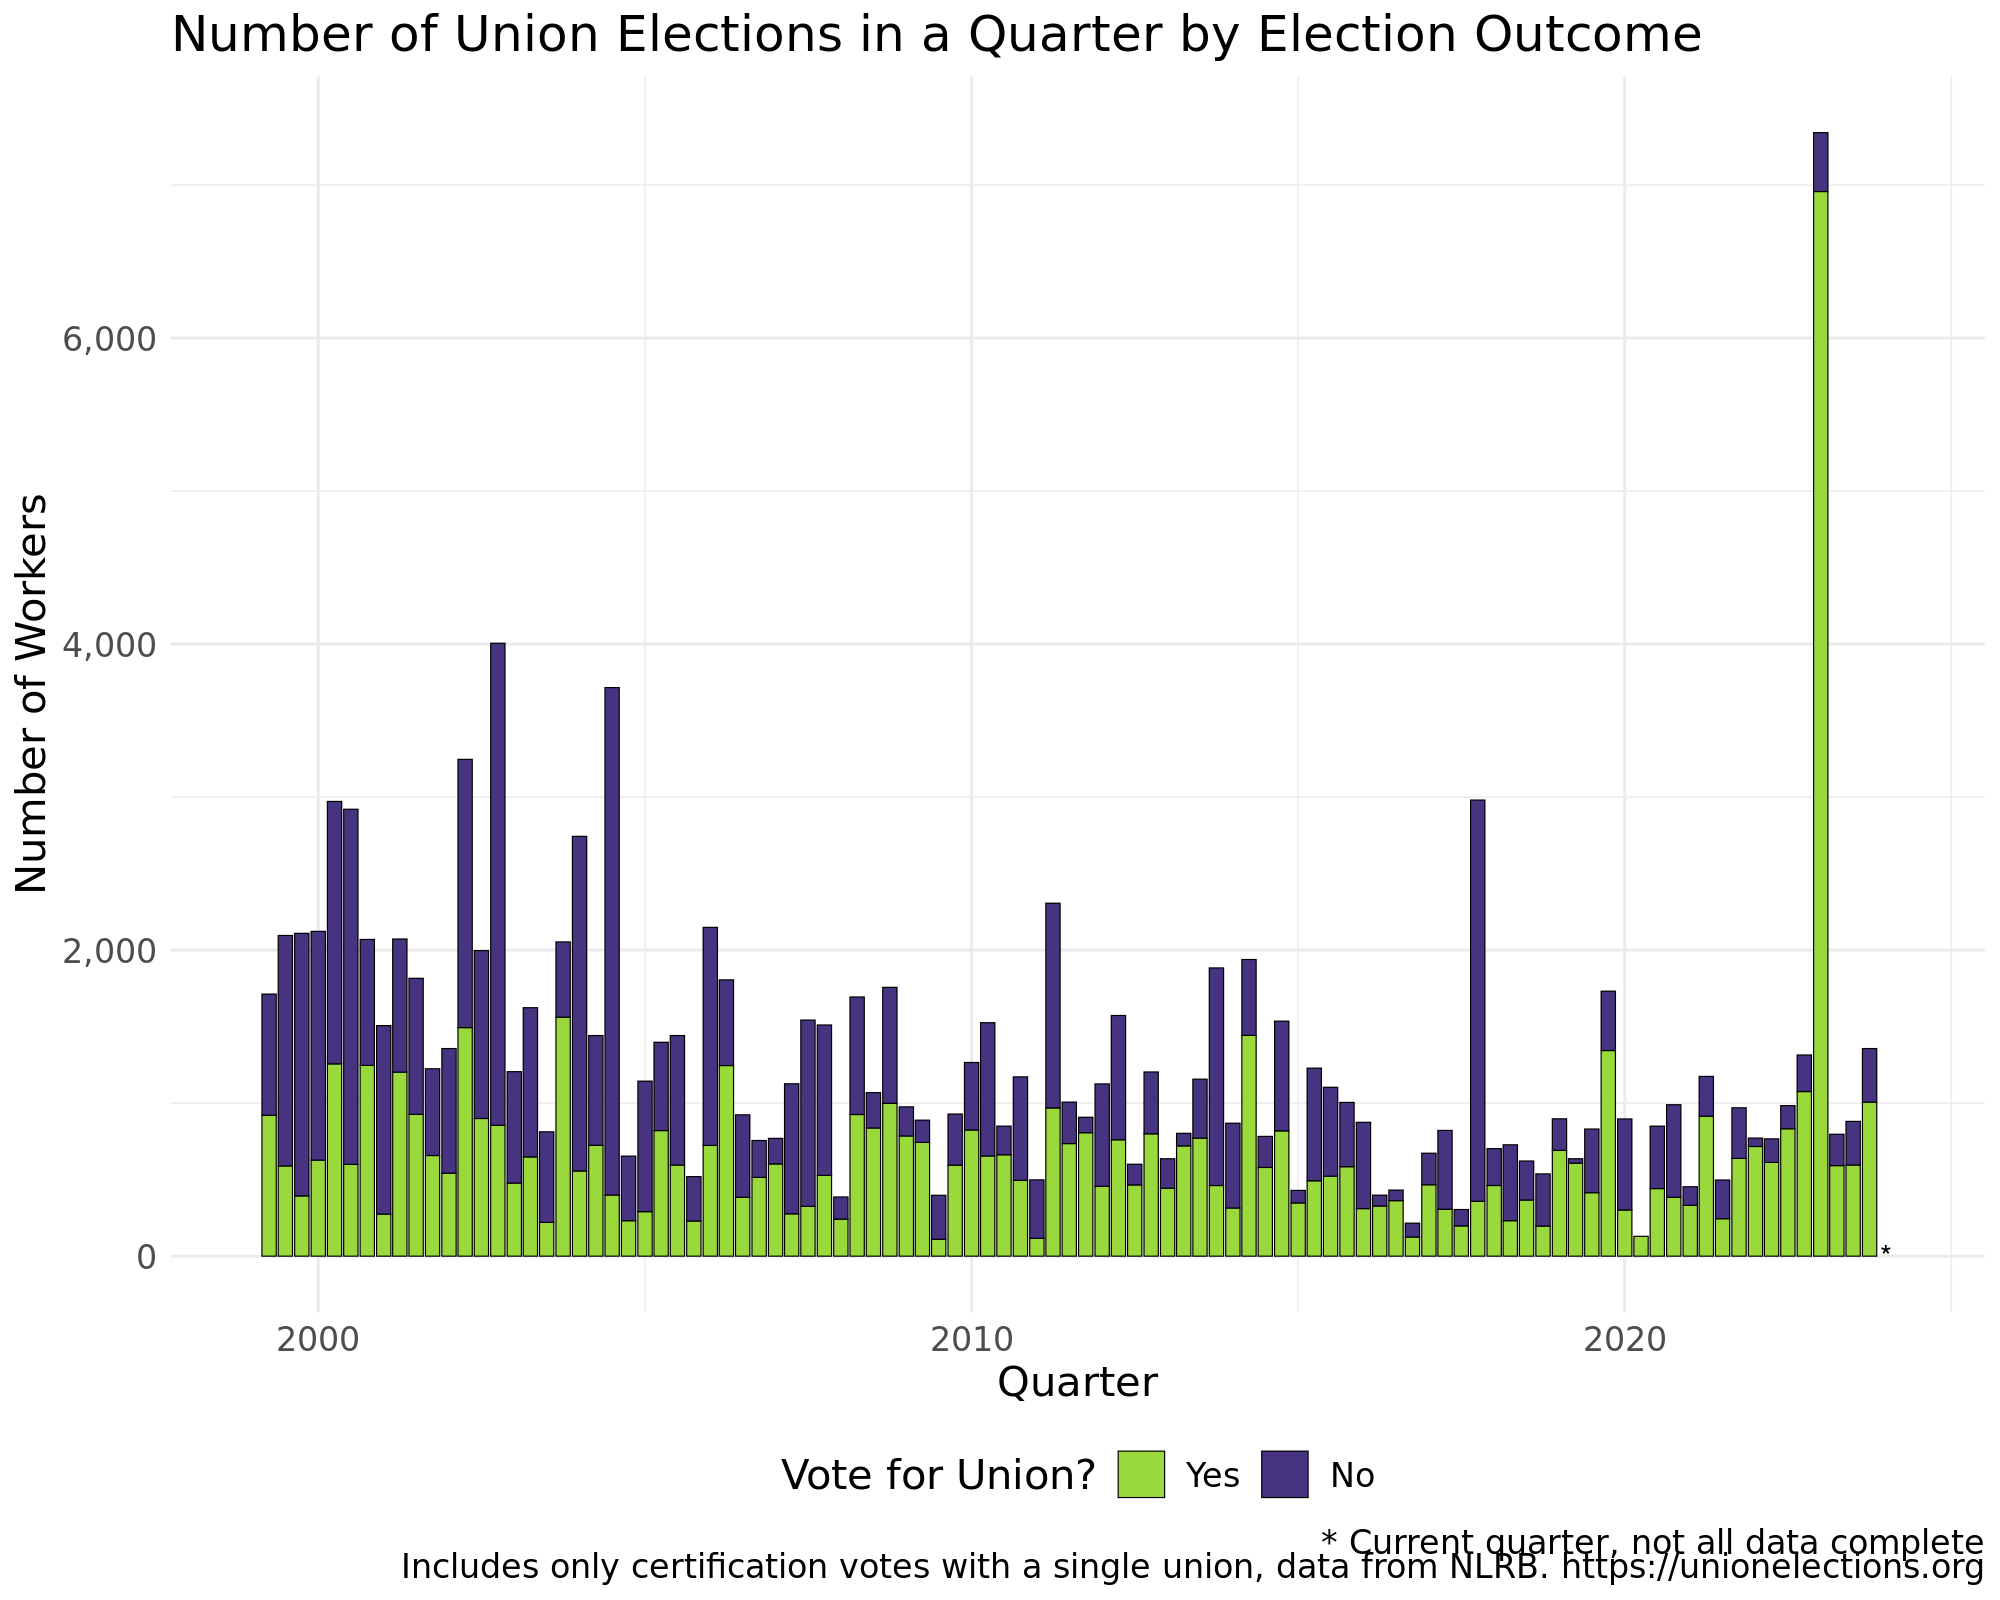 Number of Union Elections in a Quarter by Election Outcome
Number of Workers
6,000
4,000
2,000
0
*
2000
2010
2020
Quarter
Vote for Union?
Yes
No
* Current quarter, not all data complete
Includes only certification votes with a single union, data from NLRB. https://unionelections.org